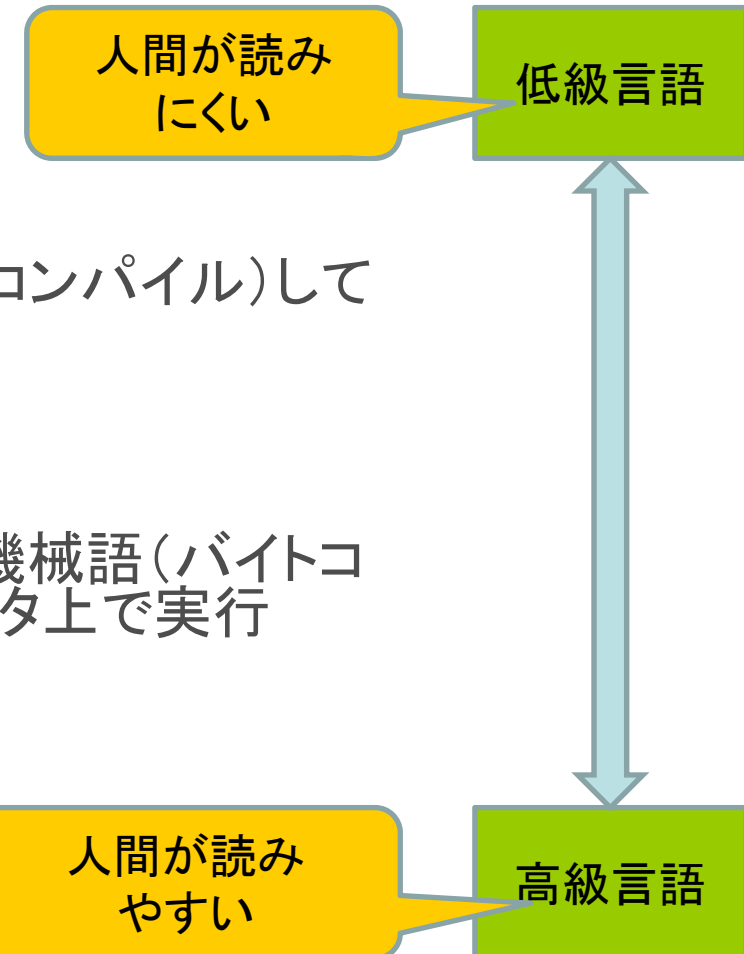 人間が読み
にくい
低級言語
コンパイル)して
機械語(バイトコ
タ上で実行
人間が読み
やすい
高級言語